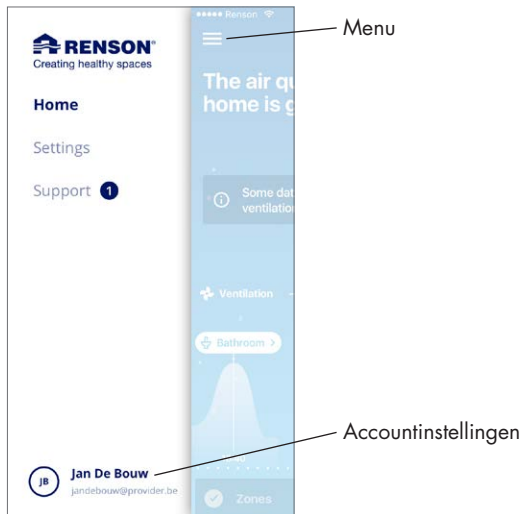 RENSON®
Creating healthy spaces
Home
Settings
Support 1
JB
Jan De Bouw
jandebouw@provider.be
Renson
The air qu
home is g
Some dat
ventilation
Ventilation
Bathroom >
Zones
Menu
Accountinstellingen